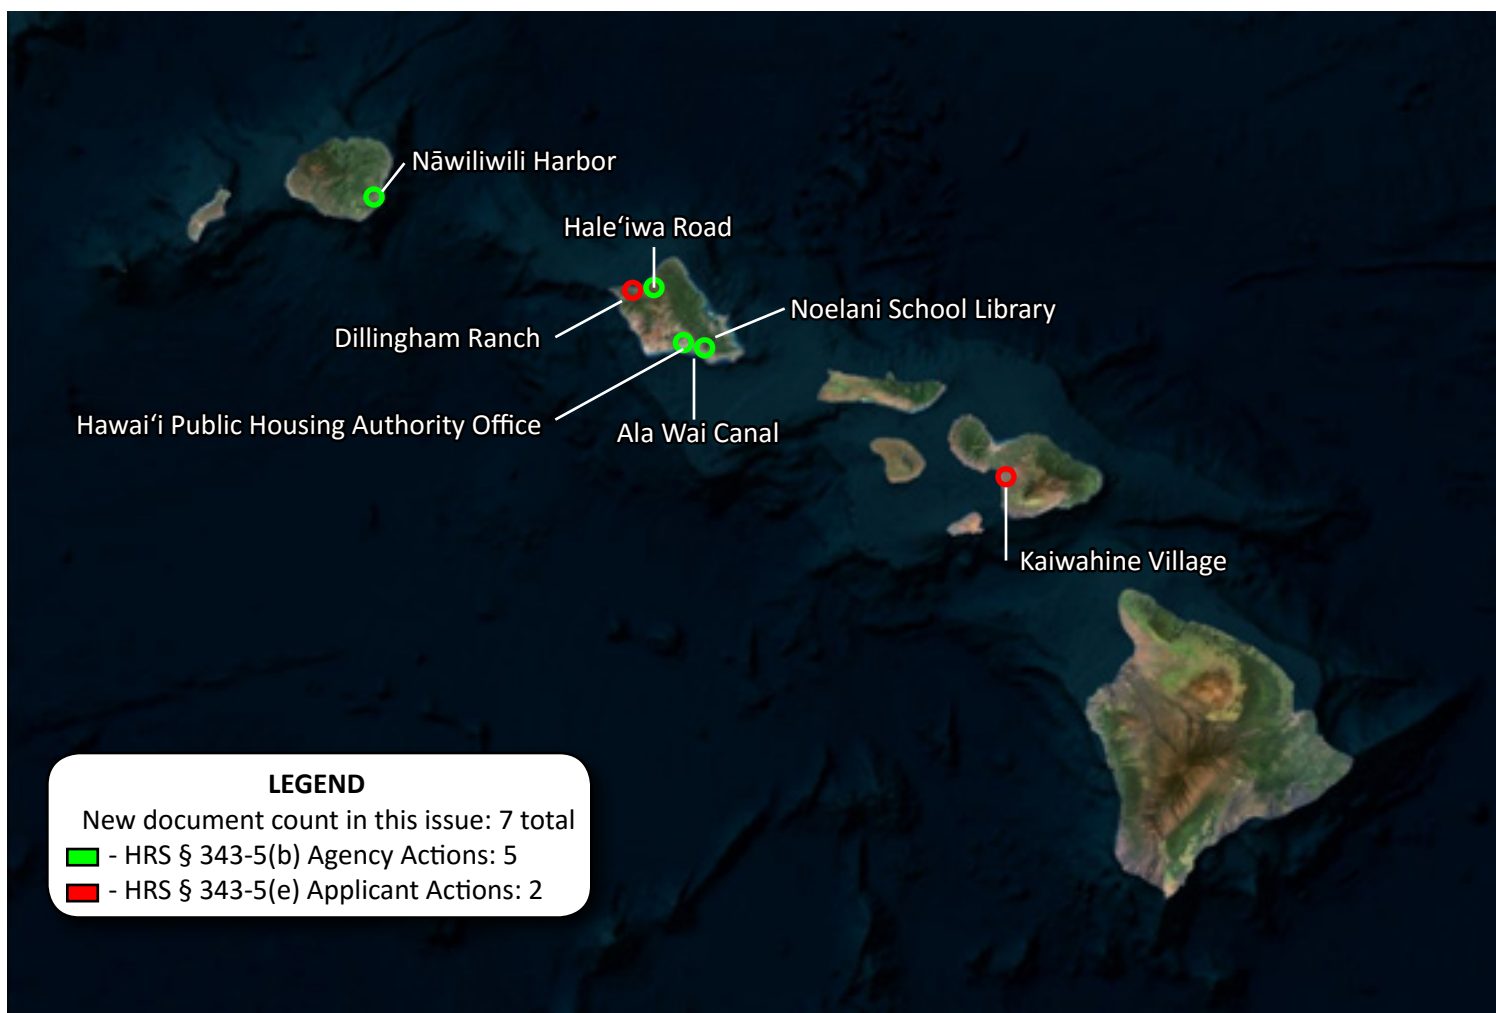 Nāwiliwili Harbor
Haleʻiwa Road
Noelani School Library
Dillingham Ranch
Hawaiʻi Public Housing Authority Office
Ala Wai Canal
Kaiwahine Village
LEGEND
New document count in this issue: 7 total
- HRS § 343-5(b) Agency Actions: 5
- HRS § 343-5(e) Applicant Actions: 2